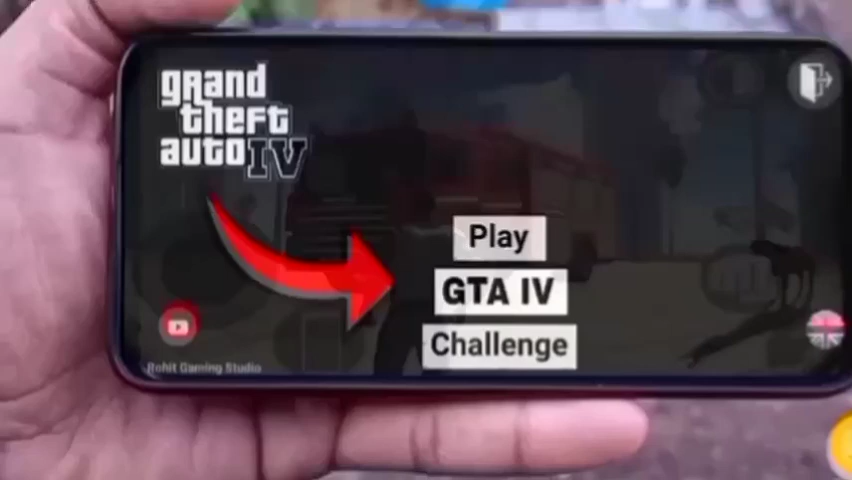 grand
theft
auto IV
Play
GTA IV
Challenge
Rohit Gaming Studio